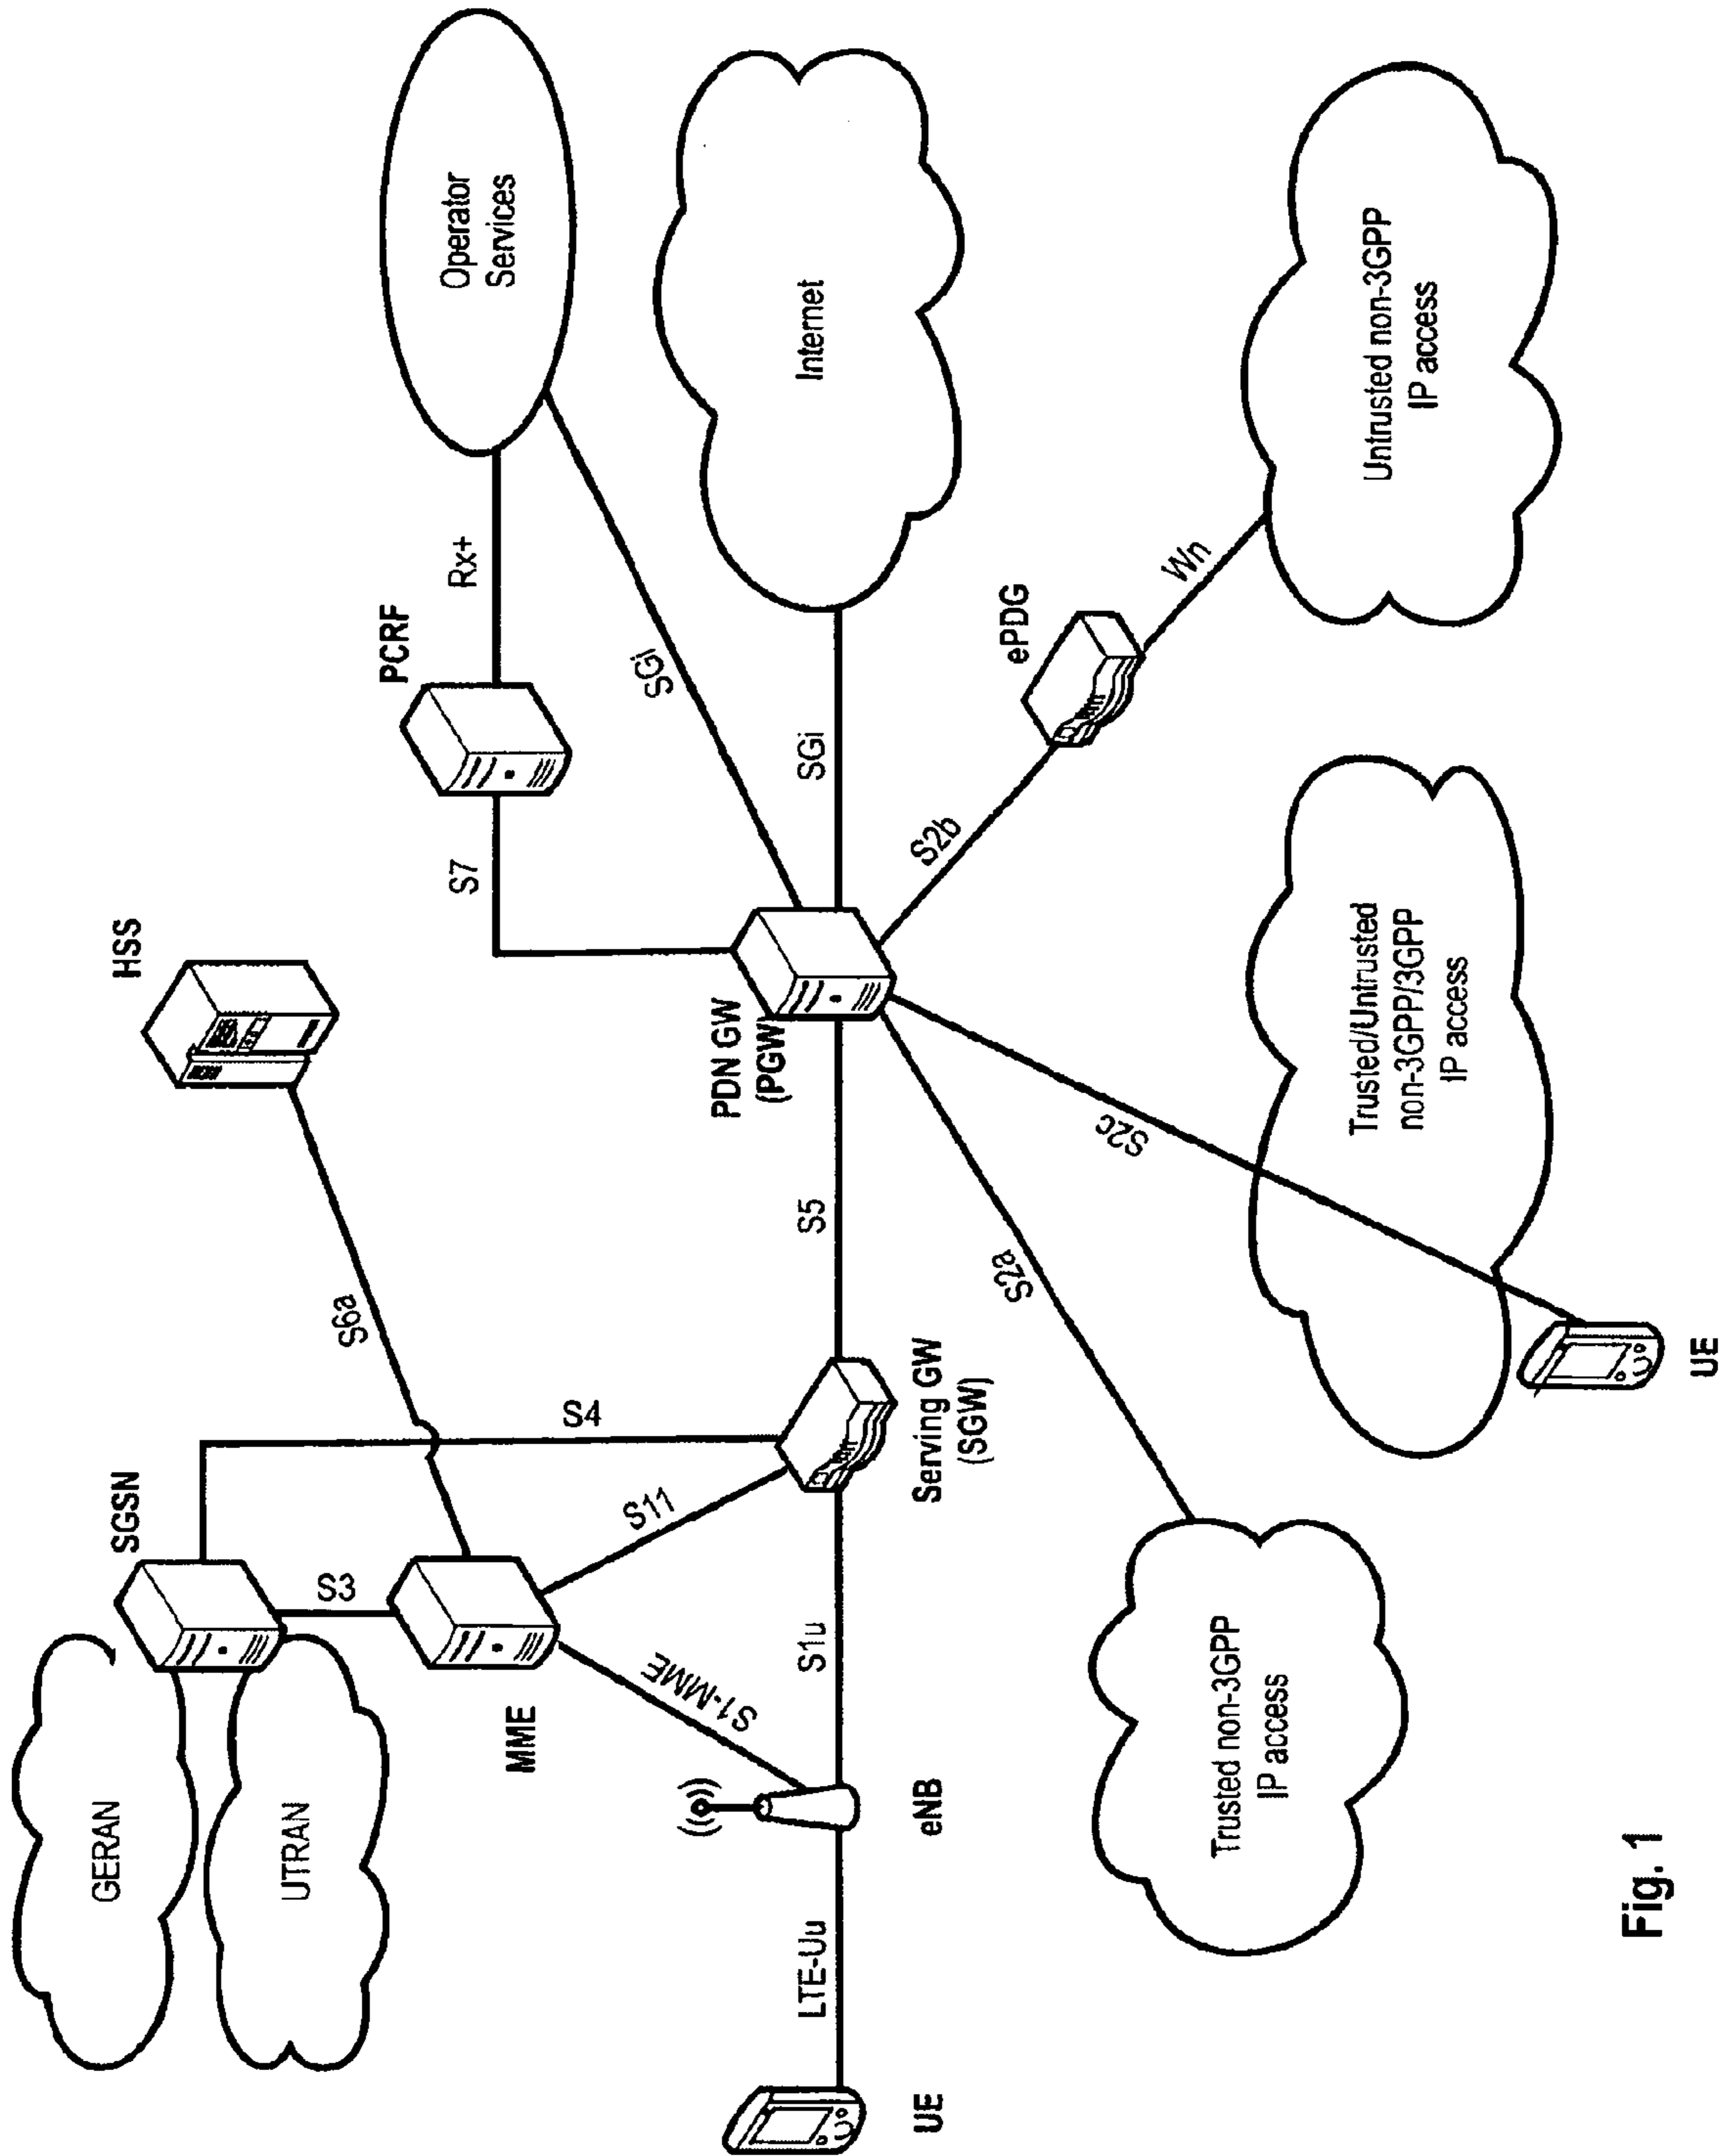 GERAN
UTRAN
SGSN
HSS
S3
S6a
MME
S4
S11
S1-MME
PCRF
S7
Rx+
Operator
Services
SGi
UE
LTE-Uu
eNB
S1u
Serving GW
(SGW)
S5
PDN GW
(PGW)
SGi
Internet
S2a
S2c
S2b
ePDG
Wn
Trusted non-3GPP
IP access
Trusted/Untrusted
non-3GPP/3GPP
IP access
Untrusted non-3GPP
IP access
UE
Fig. 1